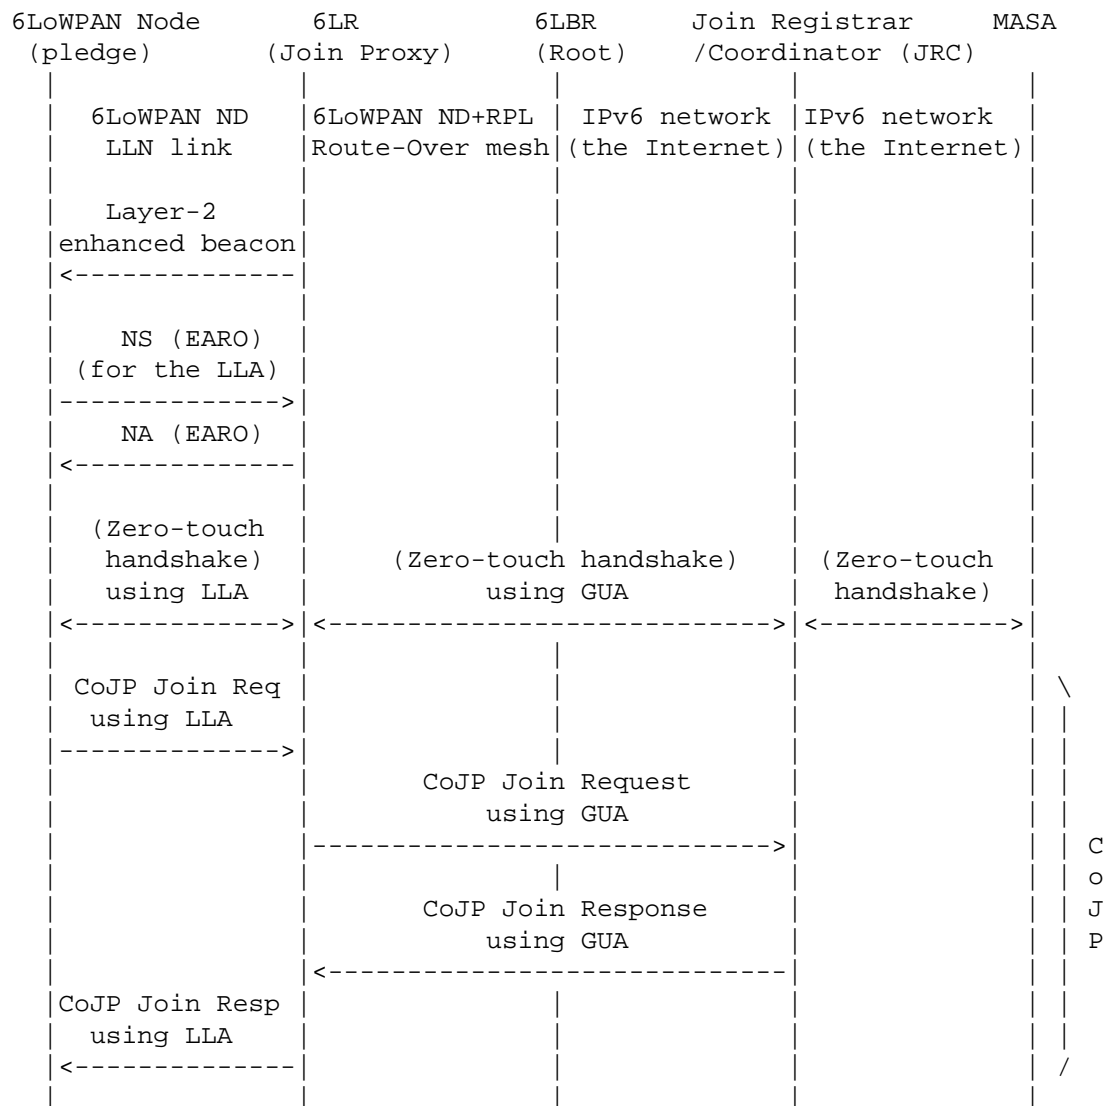 6LoWPAN Node 6LR 6LBR Join Registrar MASA
(pledge) (Join Proxy) (Root) /Coordinator (JRC)
6LoWPAN ND |6LoWPAN ND+RPL | IPv6 network |IPv6 network
LLN link |Route-Over mesh|(the Internet)|(the Internet)|
Layer-2
|enhanced beacon|
|<--------------|
NS (EARO)
(for the LLA)
|-------------->|
NA (EARO)
|<--------------|
(Zero-touch
handshake) (Zero-touch handshake) (Zero-touch
using LLA using GUA handshake)
|<------------->|<---------------------------->|<------------>|
CoJP Join Req \
using LLA
|-------------->|
CoJP Join Request
using GUA
|----------------------------->| C
o
CoJP Join Response J
using GUA P
|<-----------------------------|
|CoJP Join Resp
using LLA
|<--------------| /